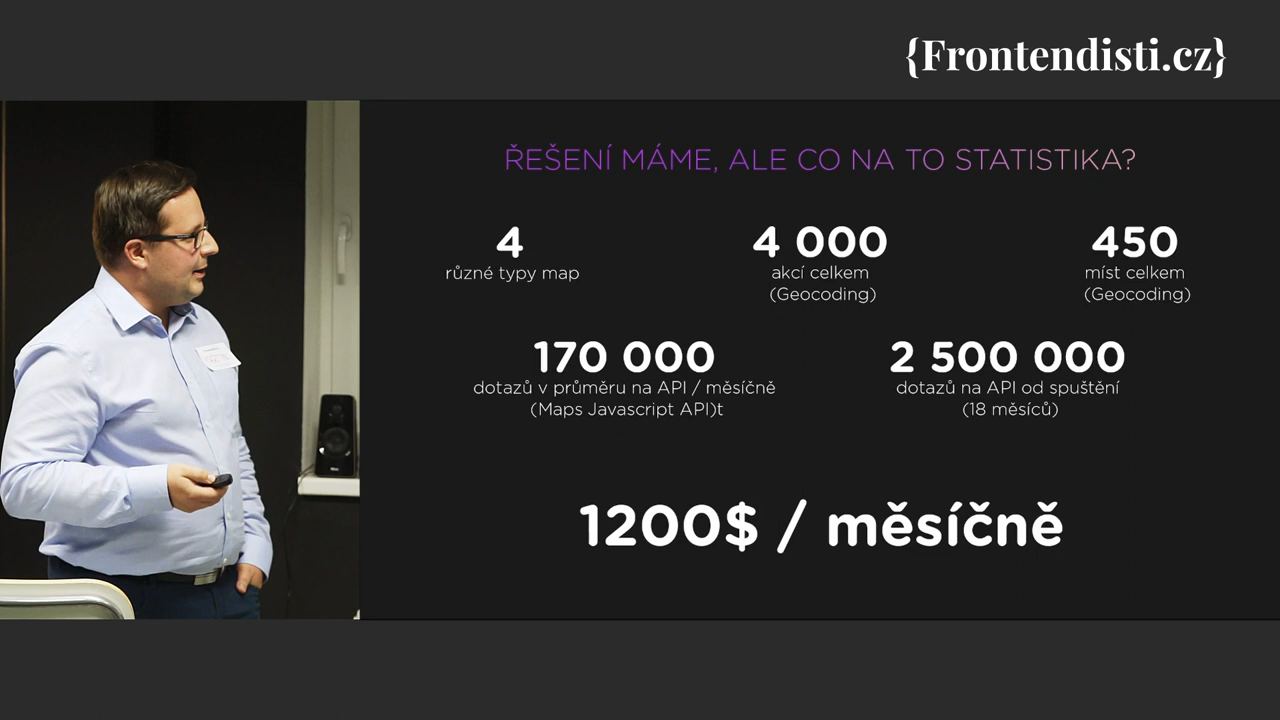 {Frontendisti.cz}
ŘEŠENÍ MÁME, ALE CO NA TO STATISTIKA?
4
různé typy map
4 000
akcí celkem
(Geocoding)
450
míst celkem
(Geocoding)
170 000
dotazů v průměru na API / měsíčně
(Maps Javascript API)t
2 500 000
dotazů na API od spuštění
(18 měsíců)
1200$ / měsíčně